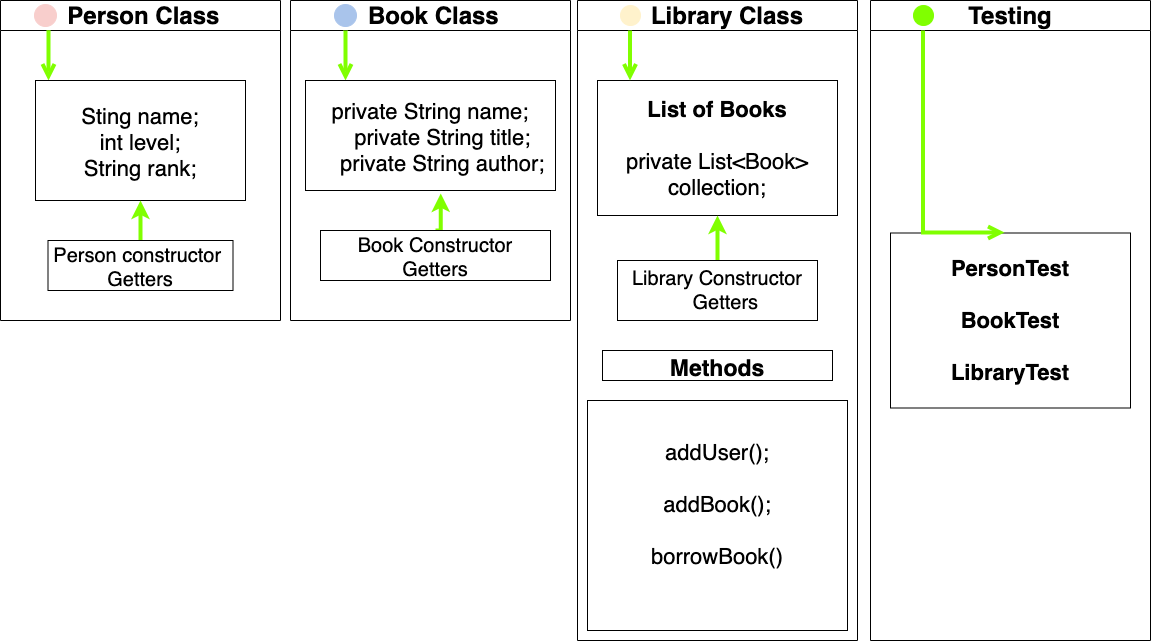 Person Class
Sting name;
int level;
String rank;
Person constructor
Getters
Book Class
private String name;
private String title;
private String author;
Book Constructor
Getters
Library Class
List of Books
private List<Book>
collection;
Library Constructor
Getters
Methods
addUser();
addBook();
borrowBook()
Testing
PersonTest
BookTest
LibraryTest